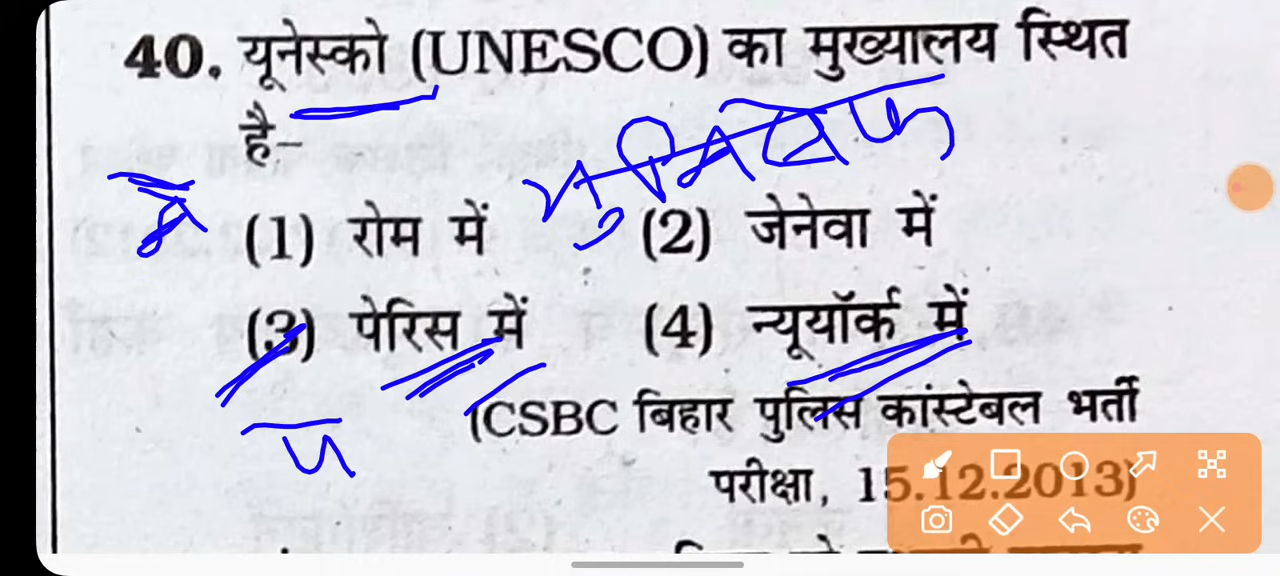 40. यूनेस्को (UNESCO) का मुख्यालय स्थित
है–
(1) रोम में (2) जेनेवा में
(3) पेरिस में (4) न्यूयॉर्क में
(CSBC बिहार पुलिस कांस्टेबल भर्ती
परीक्षा, 15.12.2013)
प